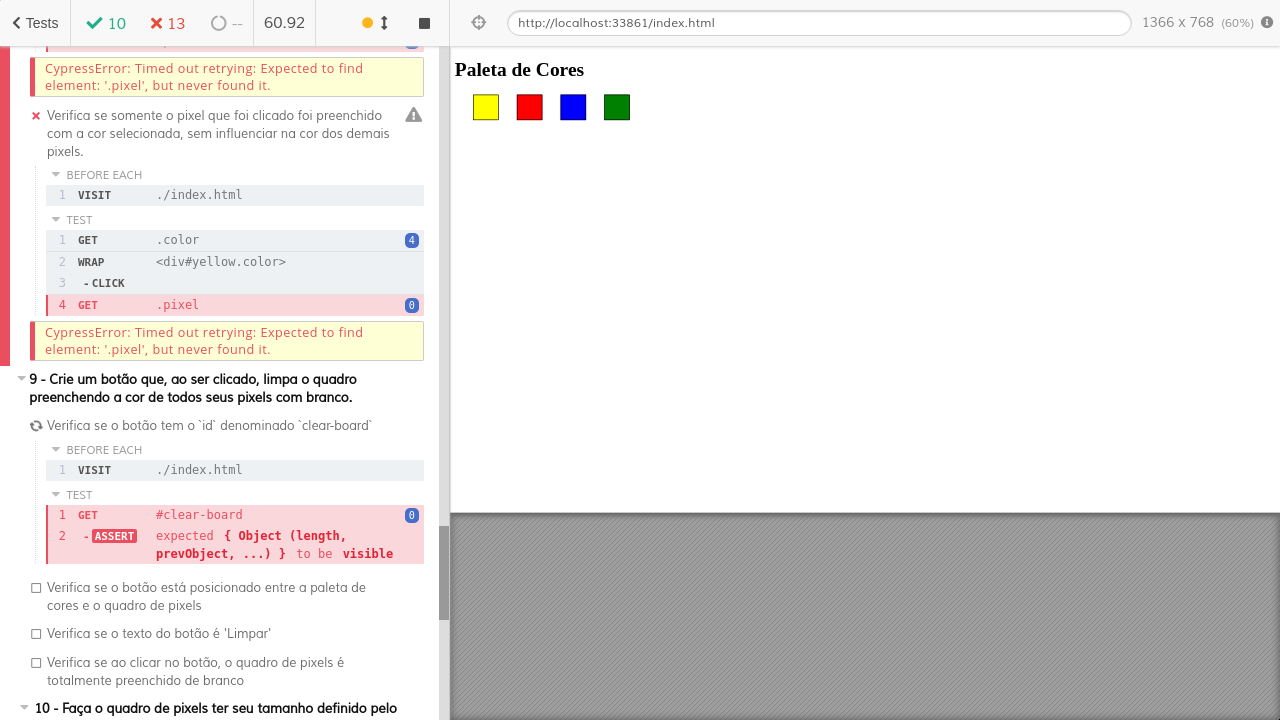 Tests 10 13 -- 60.92 http://localhost:33861/index.html 1366 x 768 (60%)
CypressError: Timed out retrying: Expected to find
element: '.pixel', but never found it.
Verifica se somente o pixel que foi clicado foi preenchido
com a cor selecionada, sem influenciar na cor dos demais
pixels.
BEFORE EACH
1 VISIT ./index.html
TEST
1 GET .color 4
2 WRAP <div#yellow.color>
3 - CLICK
4 GET .pixel 0
CypressError: Timed out retrying: Expected to find
element: '.pixel', but never found it.
9 - Crie um botão que, ao ser clicado, limpa o quadro
preenchendo a cor de todos seus pixels com branco.
Verifica se o botão tem o `id` denominado `clear-board`
BEFORE EACH
1 VISIT ./index.html
TEST
1 GET #clear-board 0
2 - ASSERT expected { Object (length,
prevObject, ...) } to be visible
Verifica se o botão está posicionado entre a paleta de
cores e o quadro de pixels
Verifica se o texto do botão é 'Limpar'
Verifica se ao clicar no botão, o quadro de pixels é
totalmente preenchido de branco
10 - Faça o quadro de pixels ter seu tamanho definido pelo
Paleta de Cores